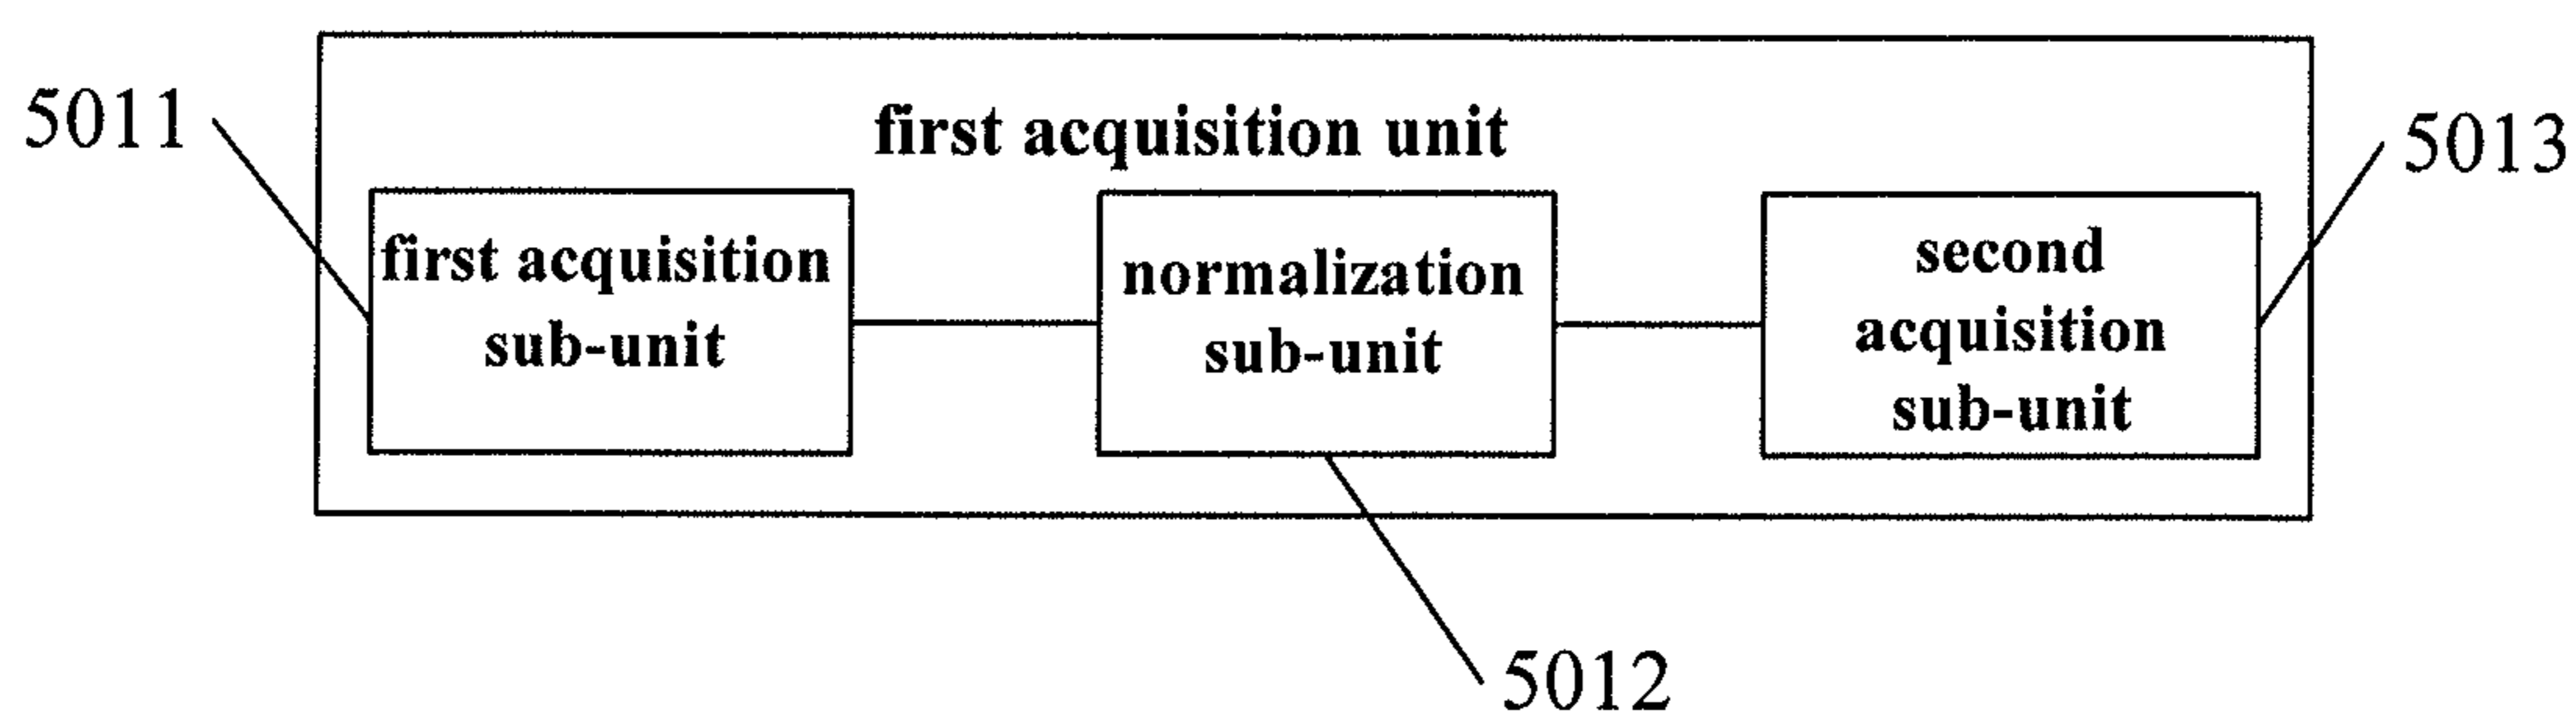 first acquisition unit
5011
5013
first acquisition
sub-unit
normalization
sub-unit
second
acquisition
sub-unit
5012